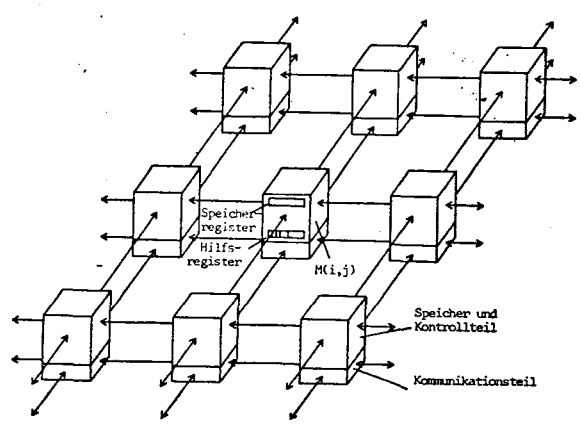 Speicher-
register
Hilfs-
register
M(i,j)
Speicher und
Kontrollteil
Kommunikationsteil